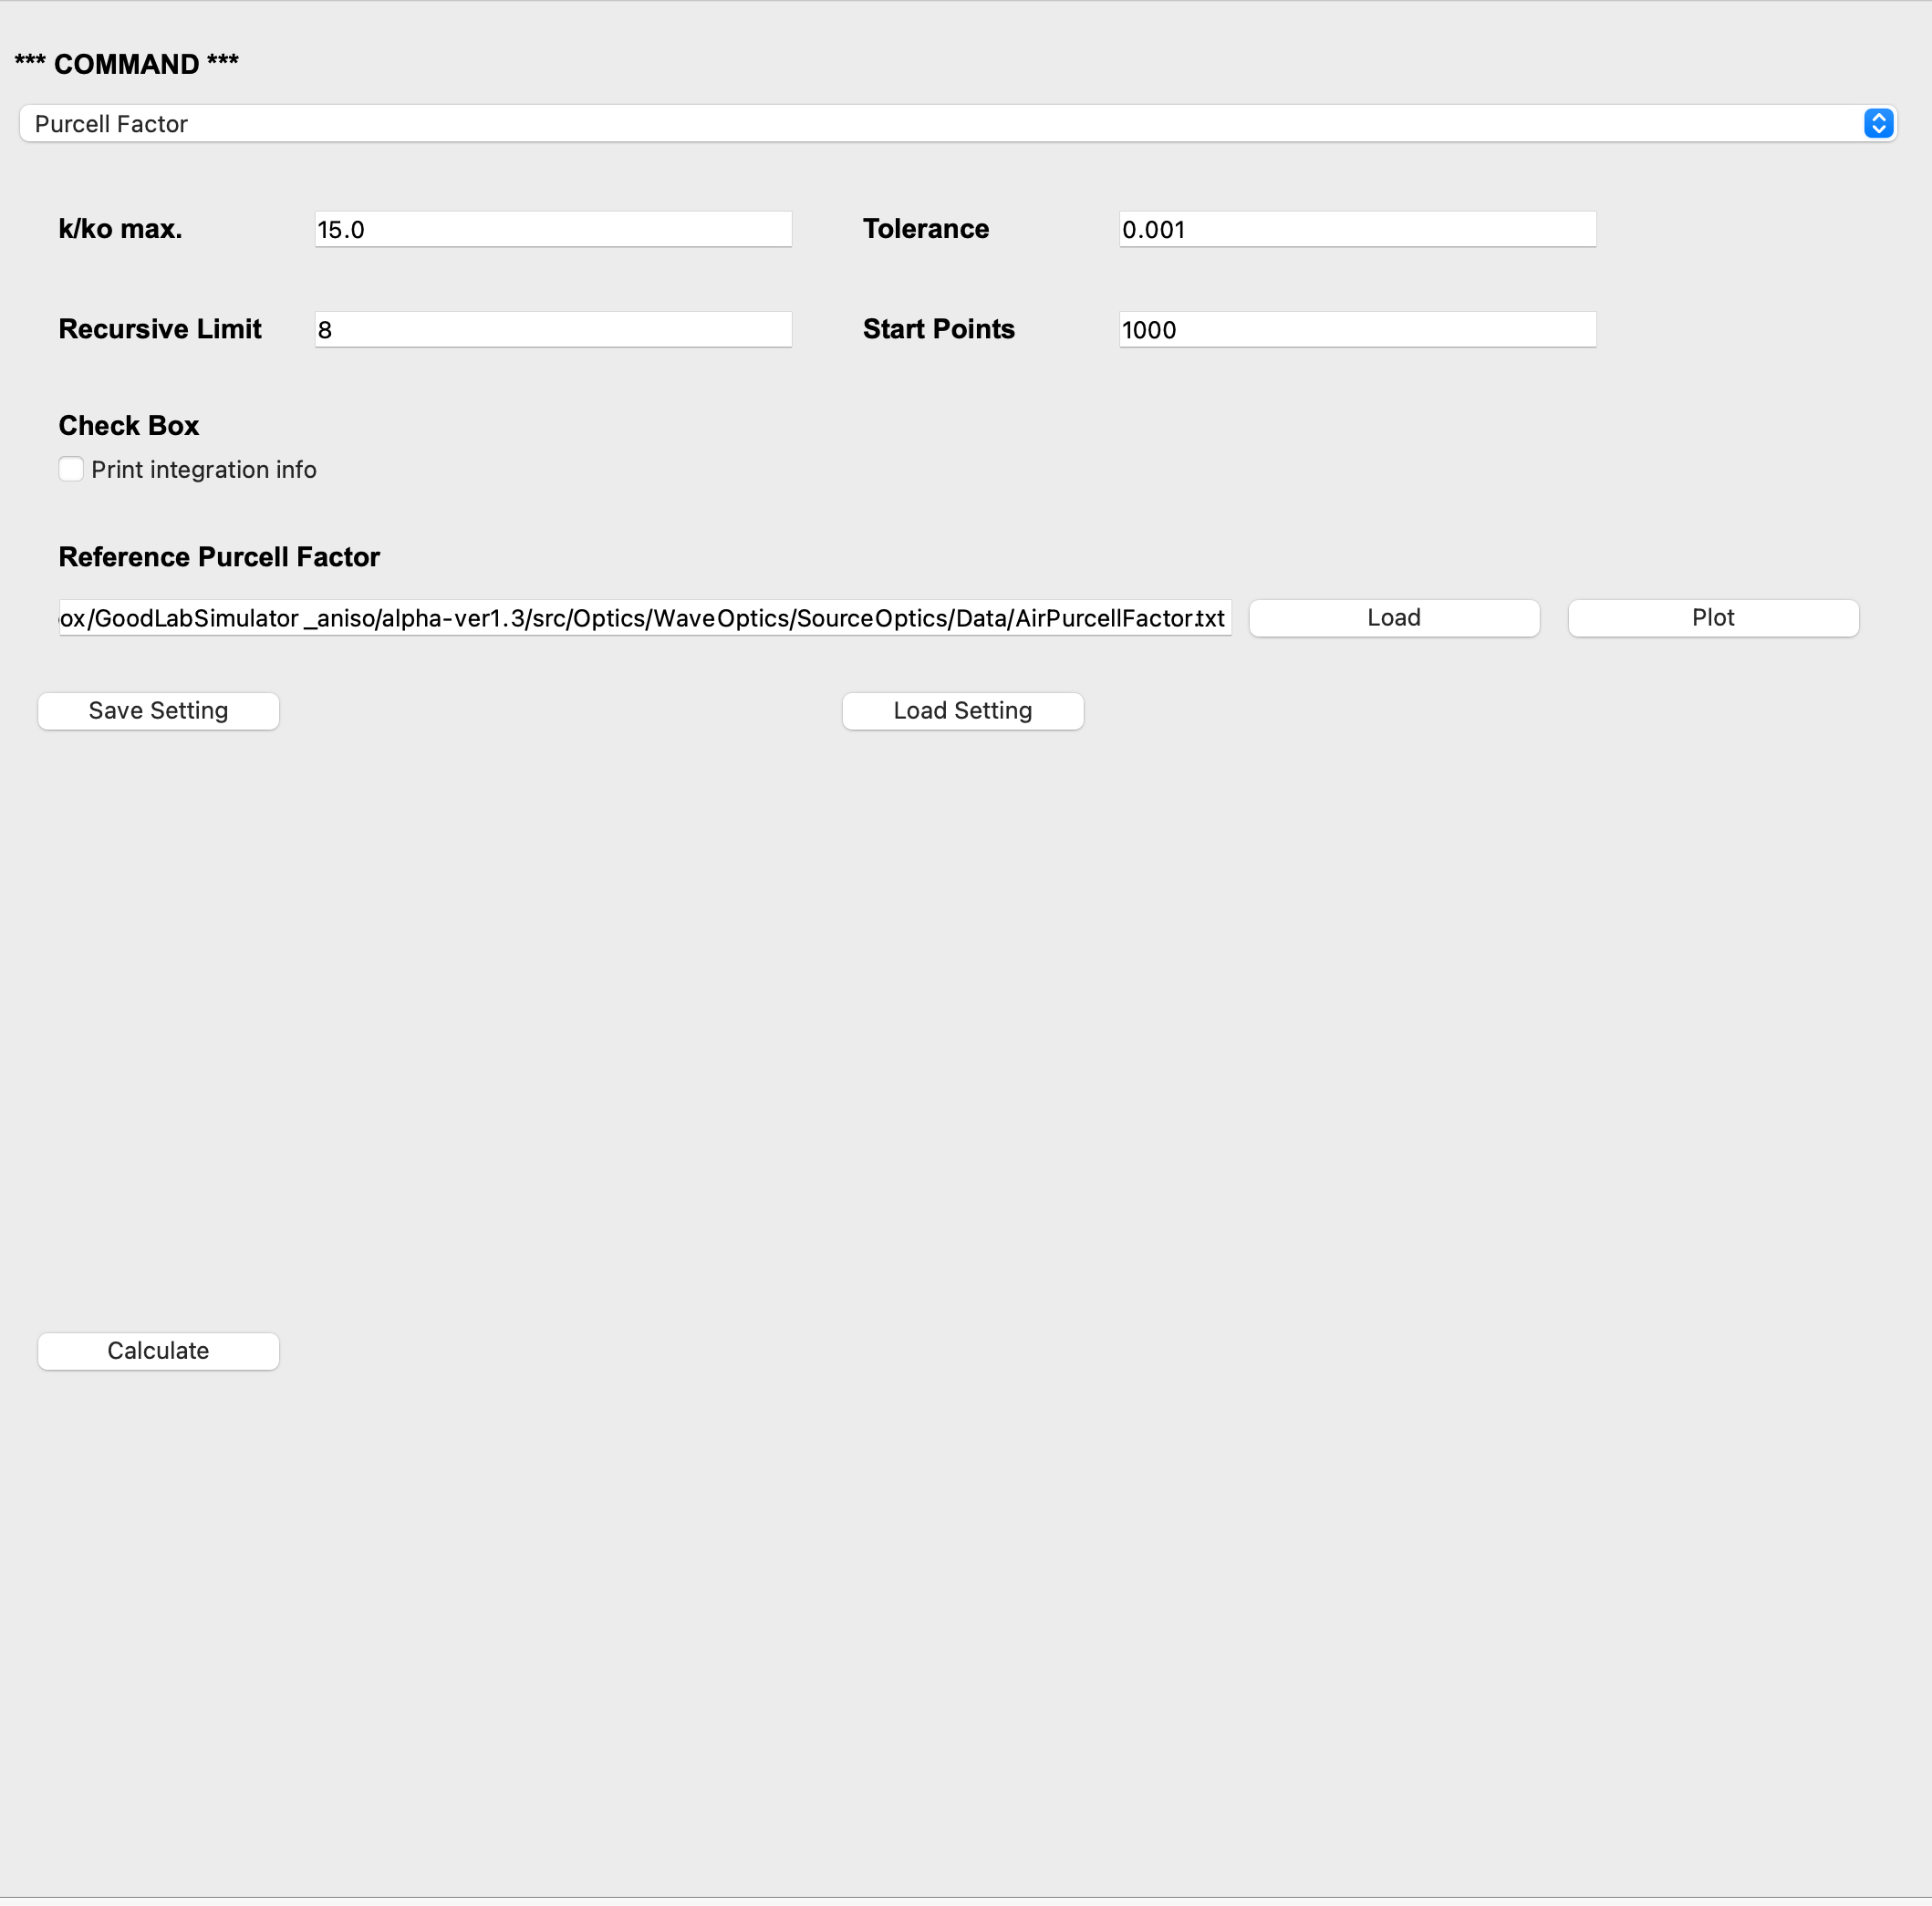 *** COMMAND ***
Purcell Factor
k/ko max. 15.0 Tolerance 0.001
Recursive Limit 8 Start Points 1000
Check Box
Print integration info
Reference Purcell Factor
ox/GoodLabSimulator_aniso/alpha-ver1.3/src/Optics/WaveOptics/SourceOptics/Data/AirPurcellFactor.txt Load Plot
Save Setting Load Setting
Calculate